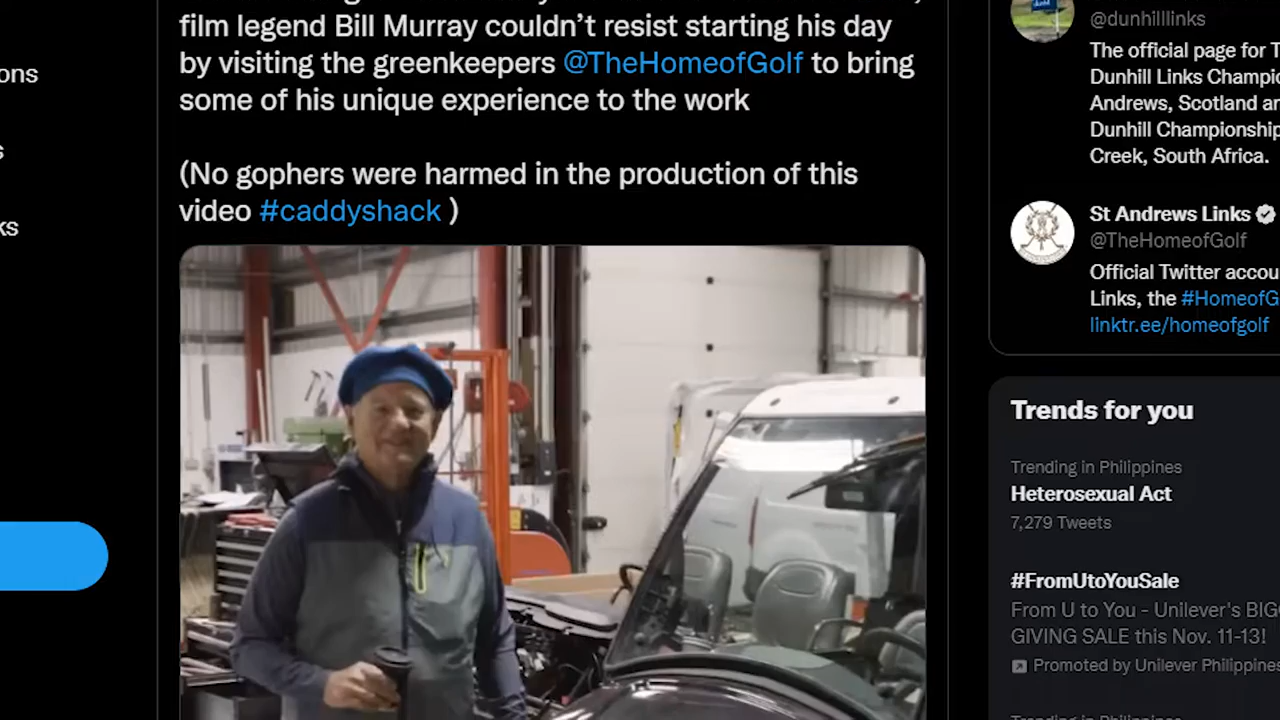 film legend Bill Murray couldn’t resist starting his day
by visiting the greenkeepers @TheHomeofGolf to bring
some of his unique experience to the work
(No gophers were harmed in the production of this
video #caddyshack )
ons
s
ks
@dunhilllinks
The official page for T
Dunhill Links Champi
Andrews, Scotland a
Dunhill Championship
Creek, South Africa.
St Andrews Links
@TheHomeofGolf
Official Twitter accou
Links, the #HomeofG
linktr.ee/homeofgolf
Trends for you
Trending in Philippines
Heterosexual Act
7,279 Tweets
#FromUtoYouSale
From U to You - Unilever's BIG
GIVING SALE this Nov. 11-13!
Promoted by Unilever Philippines